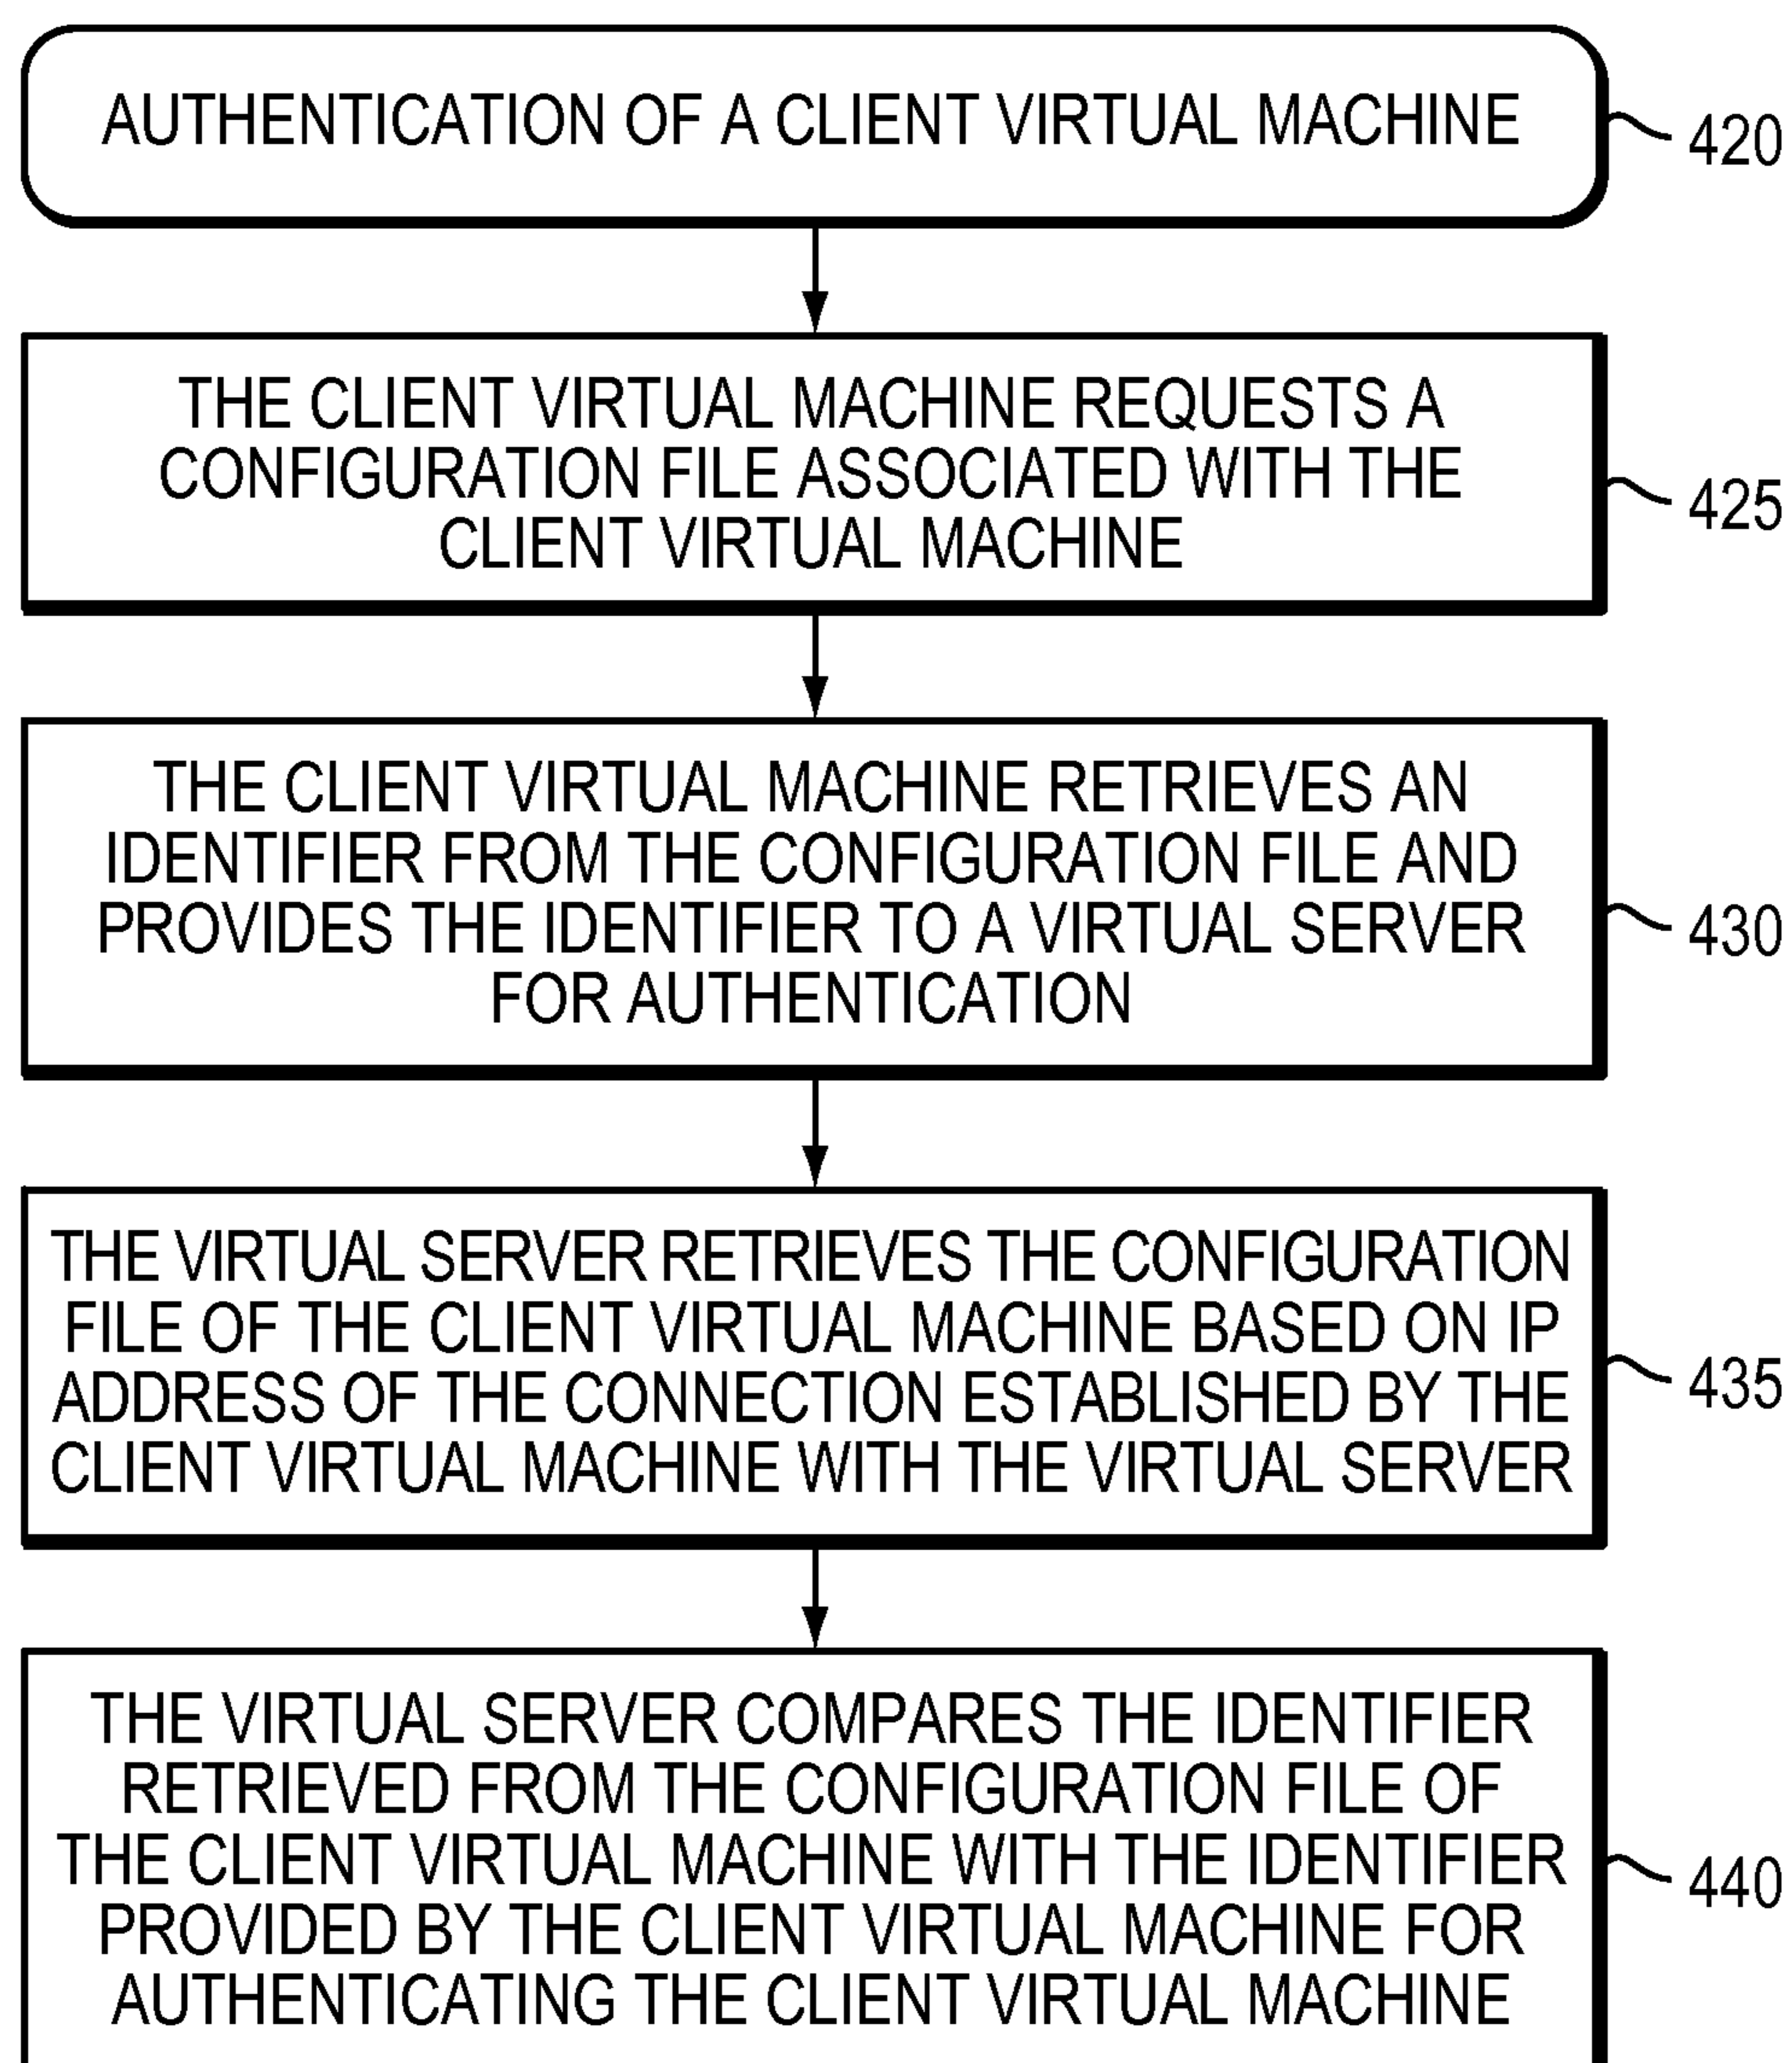 AUTHENTICATION OF A CLIENT VIRTUAL MACHINE
420
THE CLIENT VIRTUAL MACHINE REQUESTS A
CONFIGURATION FILE ASSOCIATED WITH THE
CLIENT VIRTUAL MACHINE
425
THE CLIENT VIRTUAL MACHINE RETRIEVES AN
IDENTIFIER FROM THE CONFIGURATION FILE AND
PROVIDES THE IDENTIFIER TO A VIRTUAL SERVER
FOR AUTHENTICATION
430
THE VIRTUAL SERVER RETRIEVES THE CONFIGURATION
FILE OF THE CLIENT VIRTUAL MACHINE BASED ON IP
ADDRESS OF THE CONNECTION ESTABLISHED BY THE
CLIENT VIRTUAL MACHINE WITH THE VIRTUAL SERVER
435
THE VIRTUAL SERVER COMPARES THE IDENTIFIER
RETRIEVED FROM THE CONFIGURATION FILE OF
THE CLIENT VIRTUAL MACHINE WITH THE IDENTIFIER
PROVIDED BY THE CLIENT VIRTUAL MACHINE FOR
AUTHENTICATING THE CLIENT VIRTUAL MACHINE
440